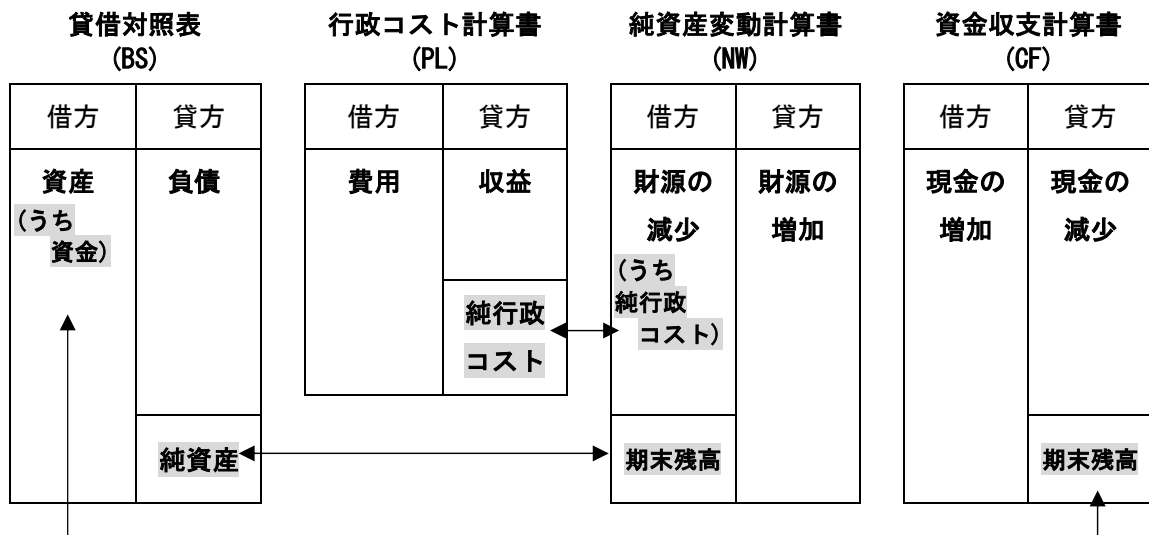 貸借対照表
(BS)
行政コスト計算書
(PL)
純資産変動計算書
(NW)
資金収支計算書
(CF)
借方
貸方
借方
貸方
借方
貸方
借方
貸方
資産
(うち
資金)
負債
純資産
費用
収益
純行政
コスト
財源の
減少
(うち
純行政
コスト)
期末残高
財源の
増加
現金の
増加
現金の
減少
期末残高